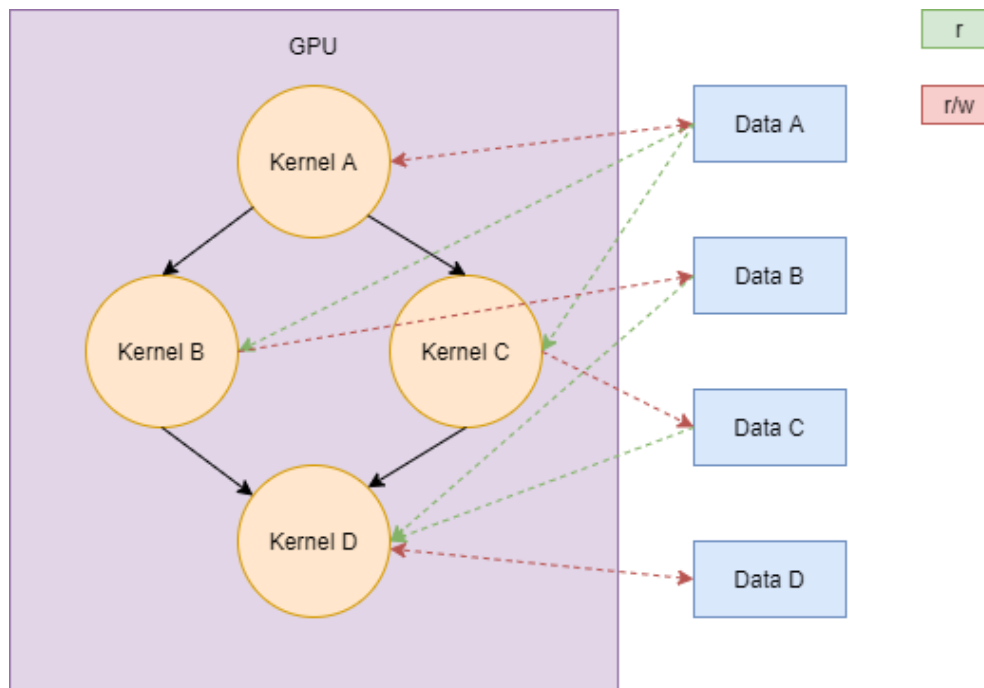 GPU
r
Kernel A
Data A
r/w
Data B
Kernel B
Kernel C
Data C
Kernel D
Data D